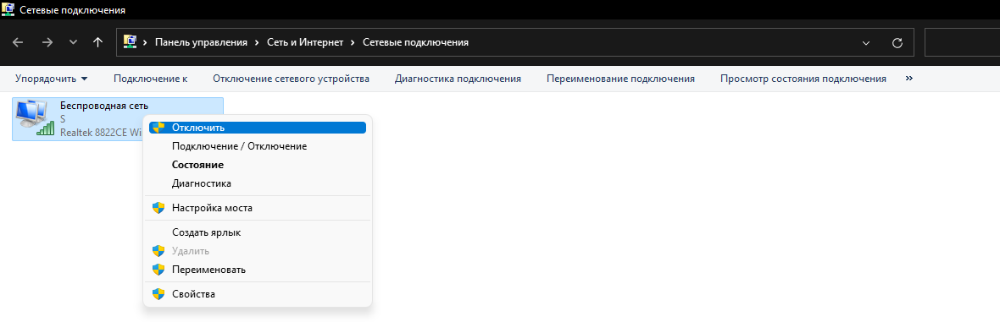 Сетевые подключения
Панель управления › Сеть и Интернет › Сетевые подключения
Упорядочить Подключение к Отключение сетевого устройства Диагностика подключения Переименование подключения Просмотр состояния подключения »
Беспроводная сеть
S
Realtek 8822CE Wi
Отключить
Подключение / Отключение
Состояние
Диагностика
Настройка моста
Создать ярлык
Удалить
Переименовать
Свойства